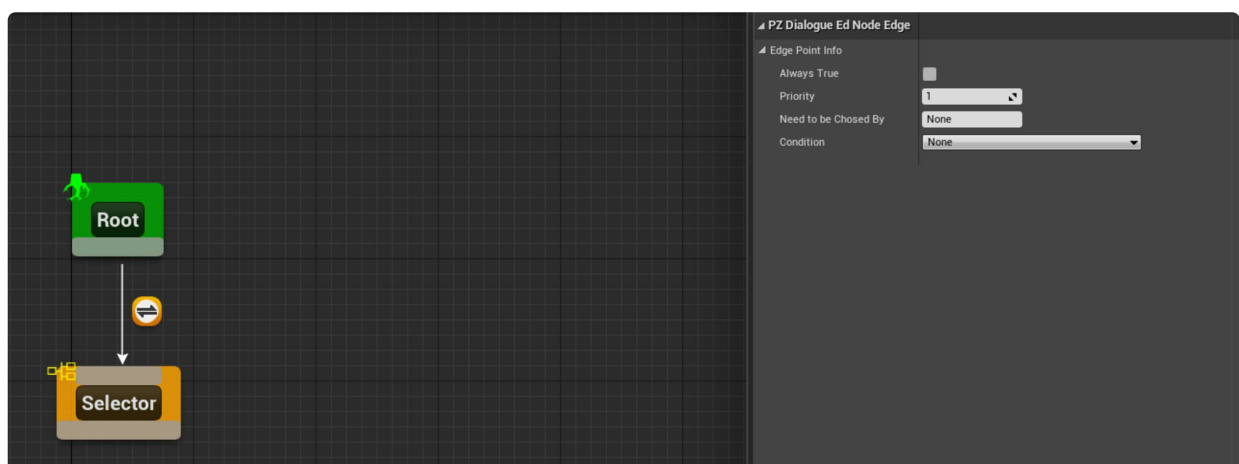 PZ Dialogue Ed Node Edge
Edge Point Info
Always True
Priority 1
Need to be Chosed By None
Condition None
Root
Selector